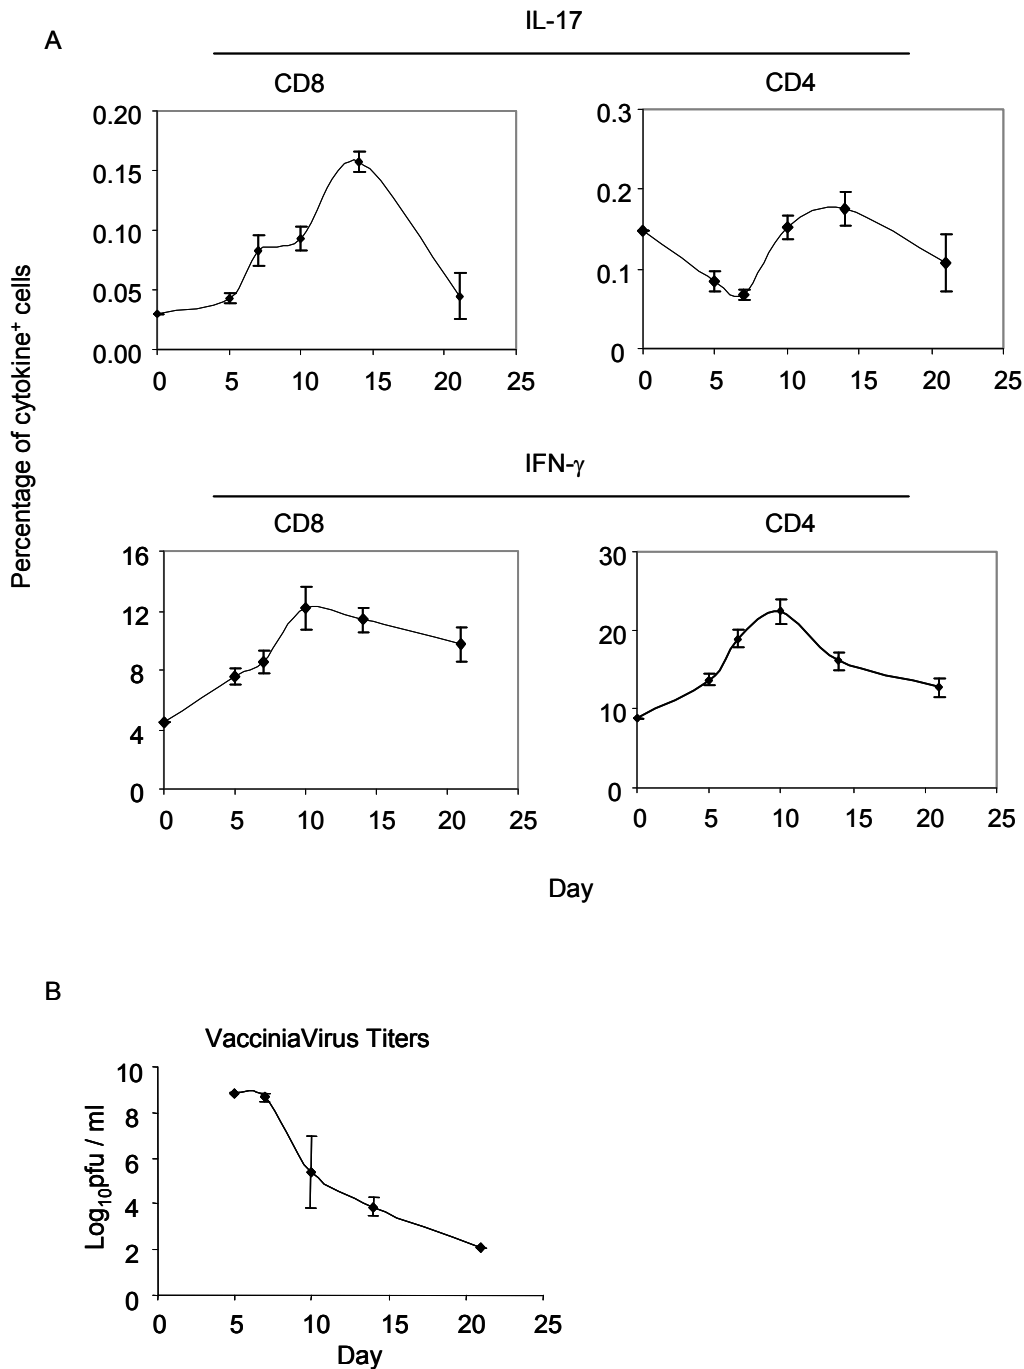 A
IL-17
CD8
CD4
0.20
0.15
0.10
0.05
0.00
0 5 10 15 20 25
0.3
0.2
0.1
0
0 5 10 15 20 25
Percentage of cytokine⁺ cells
IFN-γ
CD8
CD4
16
12
8
4
0
0 5 10 15 20 25
30
20
10
0
0 5 10 15 20 25
Day
B
VacciniaVirus Titers
Log₁₀pfu / ml
10
8
6
4
2
0
0 5 10 15 20 25
Day